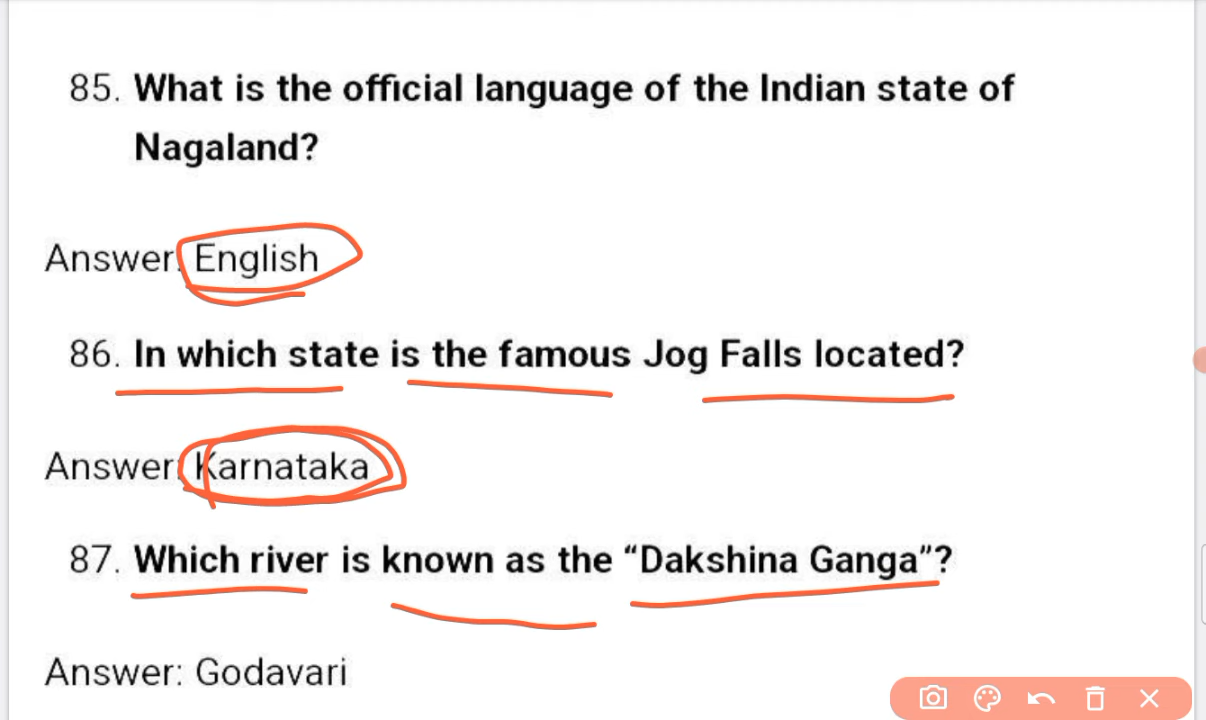 85. What is the official language of the Indian state of
Nagaland?
Answer: English
86. In which state is the famous Jog Falls located?
Answer: Karnataka
87. Which river is known as the “Dakshina Ganga”?
Answer: Godavari